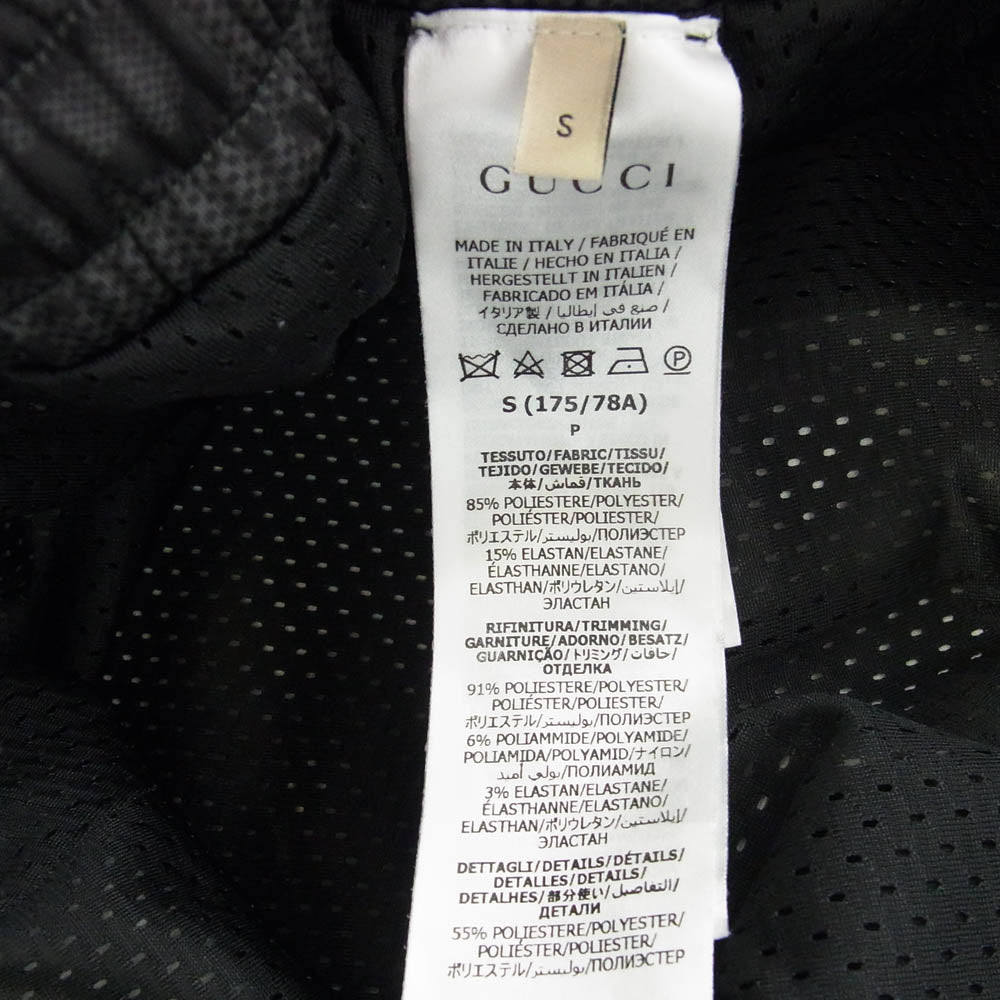 S
GUCCI
MADE IN ITALY / FABRIQUÉ EN
ITALIE / HECHO EN ITALIA /
HERGESTELLT IN ITALIEN /
FABRICADO EM ITÁLIA /
イタリア製 / صنع في إيطاليا /
СДЕЛАНО В ИТАЛИИ
P
S (175/78A)
P
TESSUTO/FABRIC/TISSU/
TEJIDO/GEWEBE/TECIDO/
本体/قماش/ТКАНЬ
85% POLIESTERE/POLYESTER/
POLIÉSTER/POLIESTER/
ポリエステル/بوليستر/ПОЛИЭСТЕР
15% ELASTAN/ELASTANE/
ÉLASTHANNE/ELASTANO/
ELASTHAN/ポリウレタン/إيلاستين/
ЭЛАСТАН
RIFINITURA/TRIMMING/
GARNITURE/ADORNO/BESATZ/
GUARNIÇÃO/トリミング/حافات/
ОТДЕЛКА
91% POLIESTERE/POLYESTER/
POLIÉSTER/POLIESTER/
ポリエステル/بوليستر/ПОЛИЭСТЕР
6% POLIAMMIDE/POLYAMIDE/
POLIAMIDA/POLYAMID/ナイロン/
بولي أميد/ПОЛИАМИД
3% ELASTAN/ELASTANE/
ÉLASTHANNE/ELASTANO/
ELASTHAN/ポリウレタン/إيلاستين/
ЭЛАСТАН
DETTAGLI/DETAILS/DÉTAILS/
DETALLES/DETAILS/
DETALHES/部分使い/التفاصيل/
ДЕТАЛИ
55% POLIESTERE/POLYESTER/
POLIÉSTER/POLIESTER/
ポリエステル/بوليستر/ПОЛИЭСТЕР